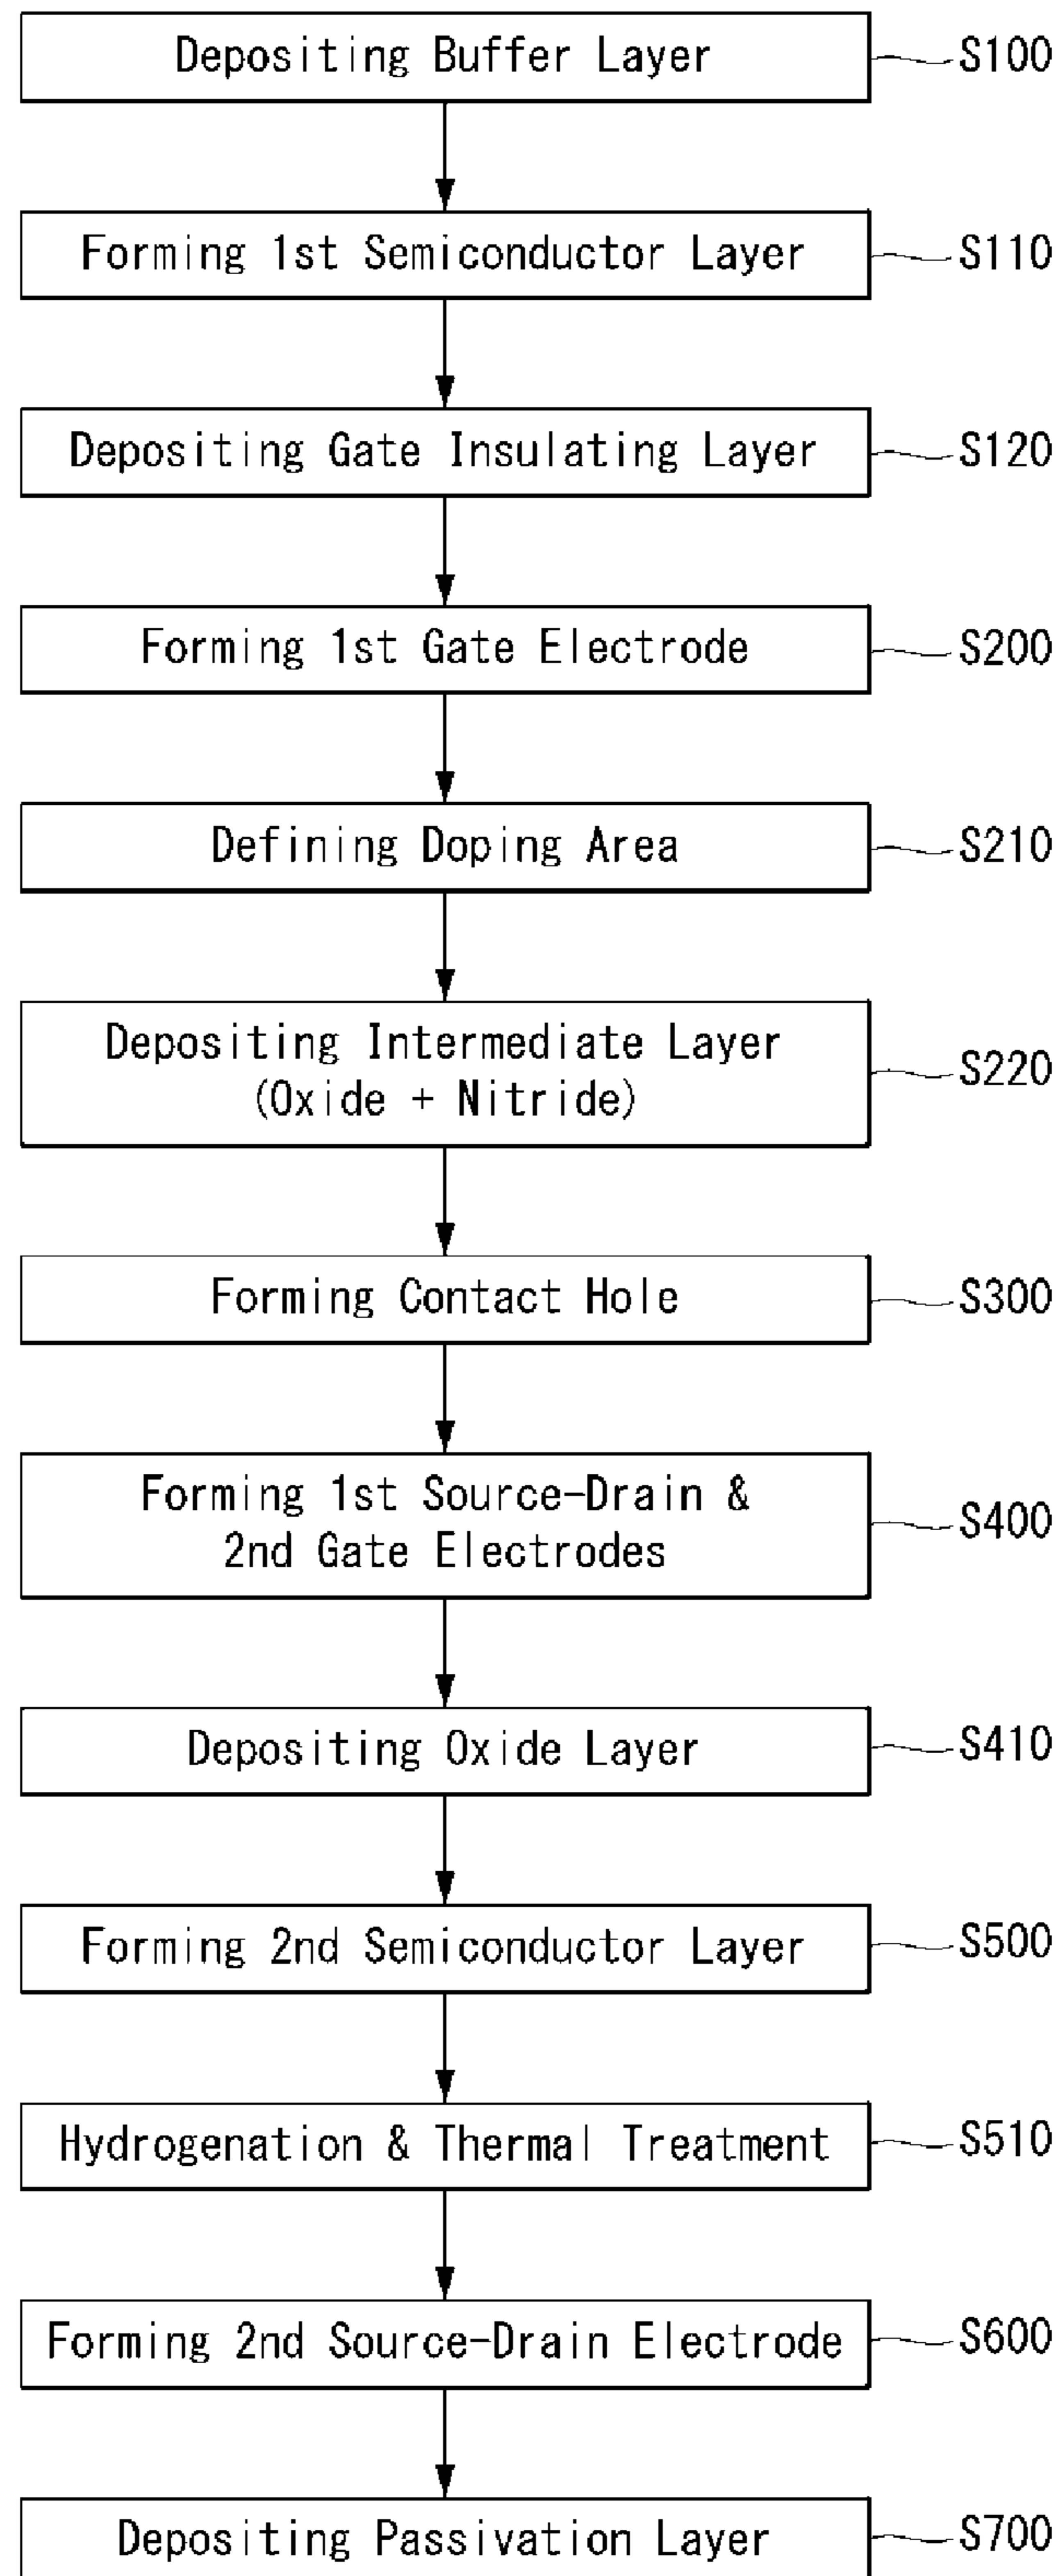 Depositing Buffer Layer S100
Forming 1st Semiconductor Layer S110
Depositing Gate Insulating Layer S120
Forming 1st Gate Electrode S200
Defining Doping Area S210
Depositing Intermediate Layer
(Oxide + Nitride) S220
Forming Contact Hole S300
Forming 1st Source-Drain &
2nd Gate Electrodes S400
Depositing Oxide Layer S410
Forming 2nd Semiconductor Layer S500
Hydrogenation & Thermal Treatment S510
Forming 2nd Source-Drain Electrode S600
Depositing Passivation Layer S700